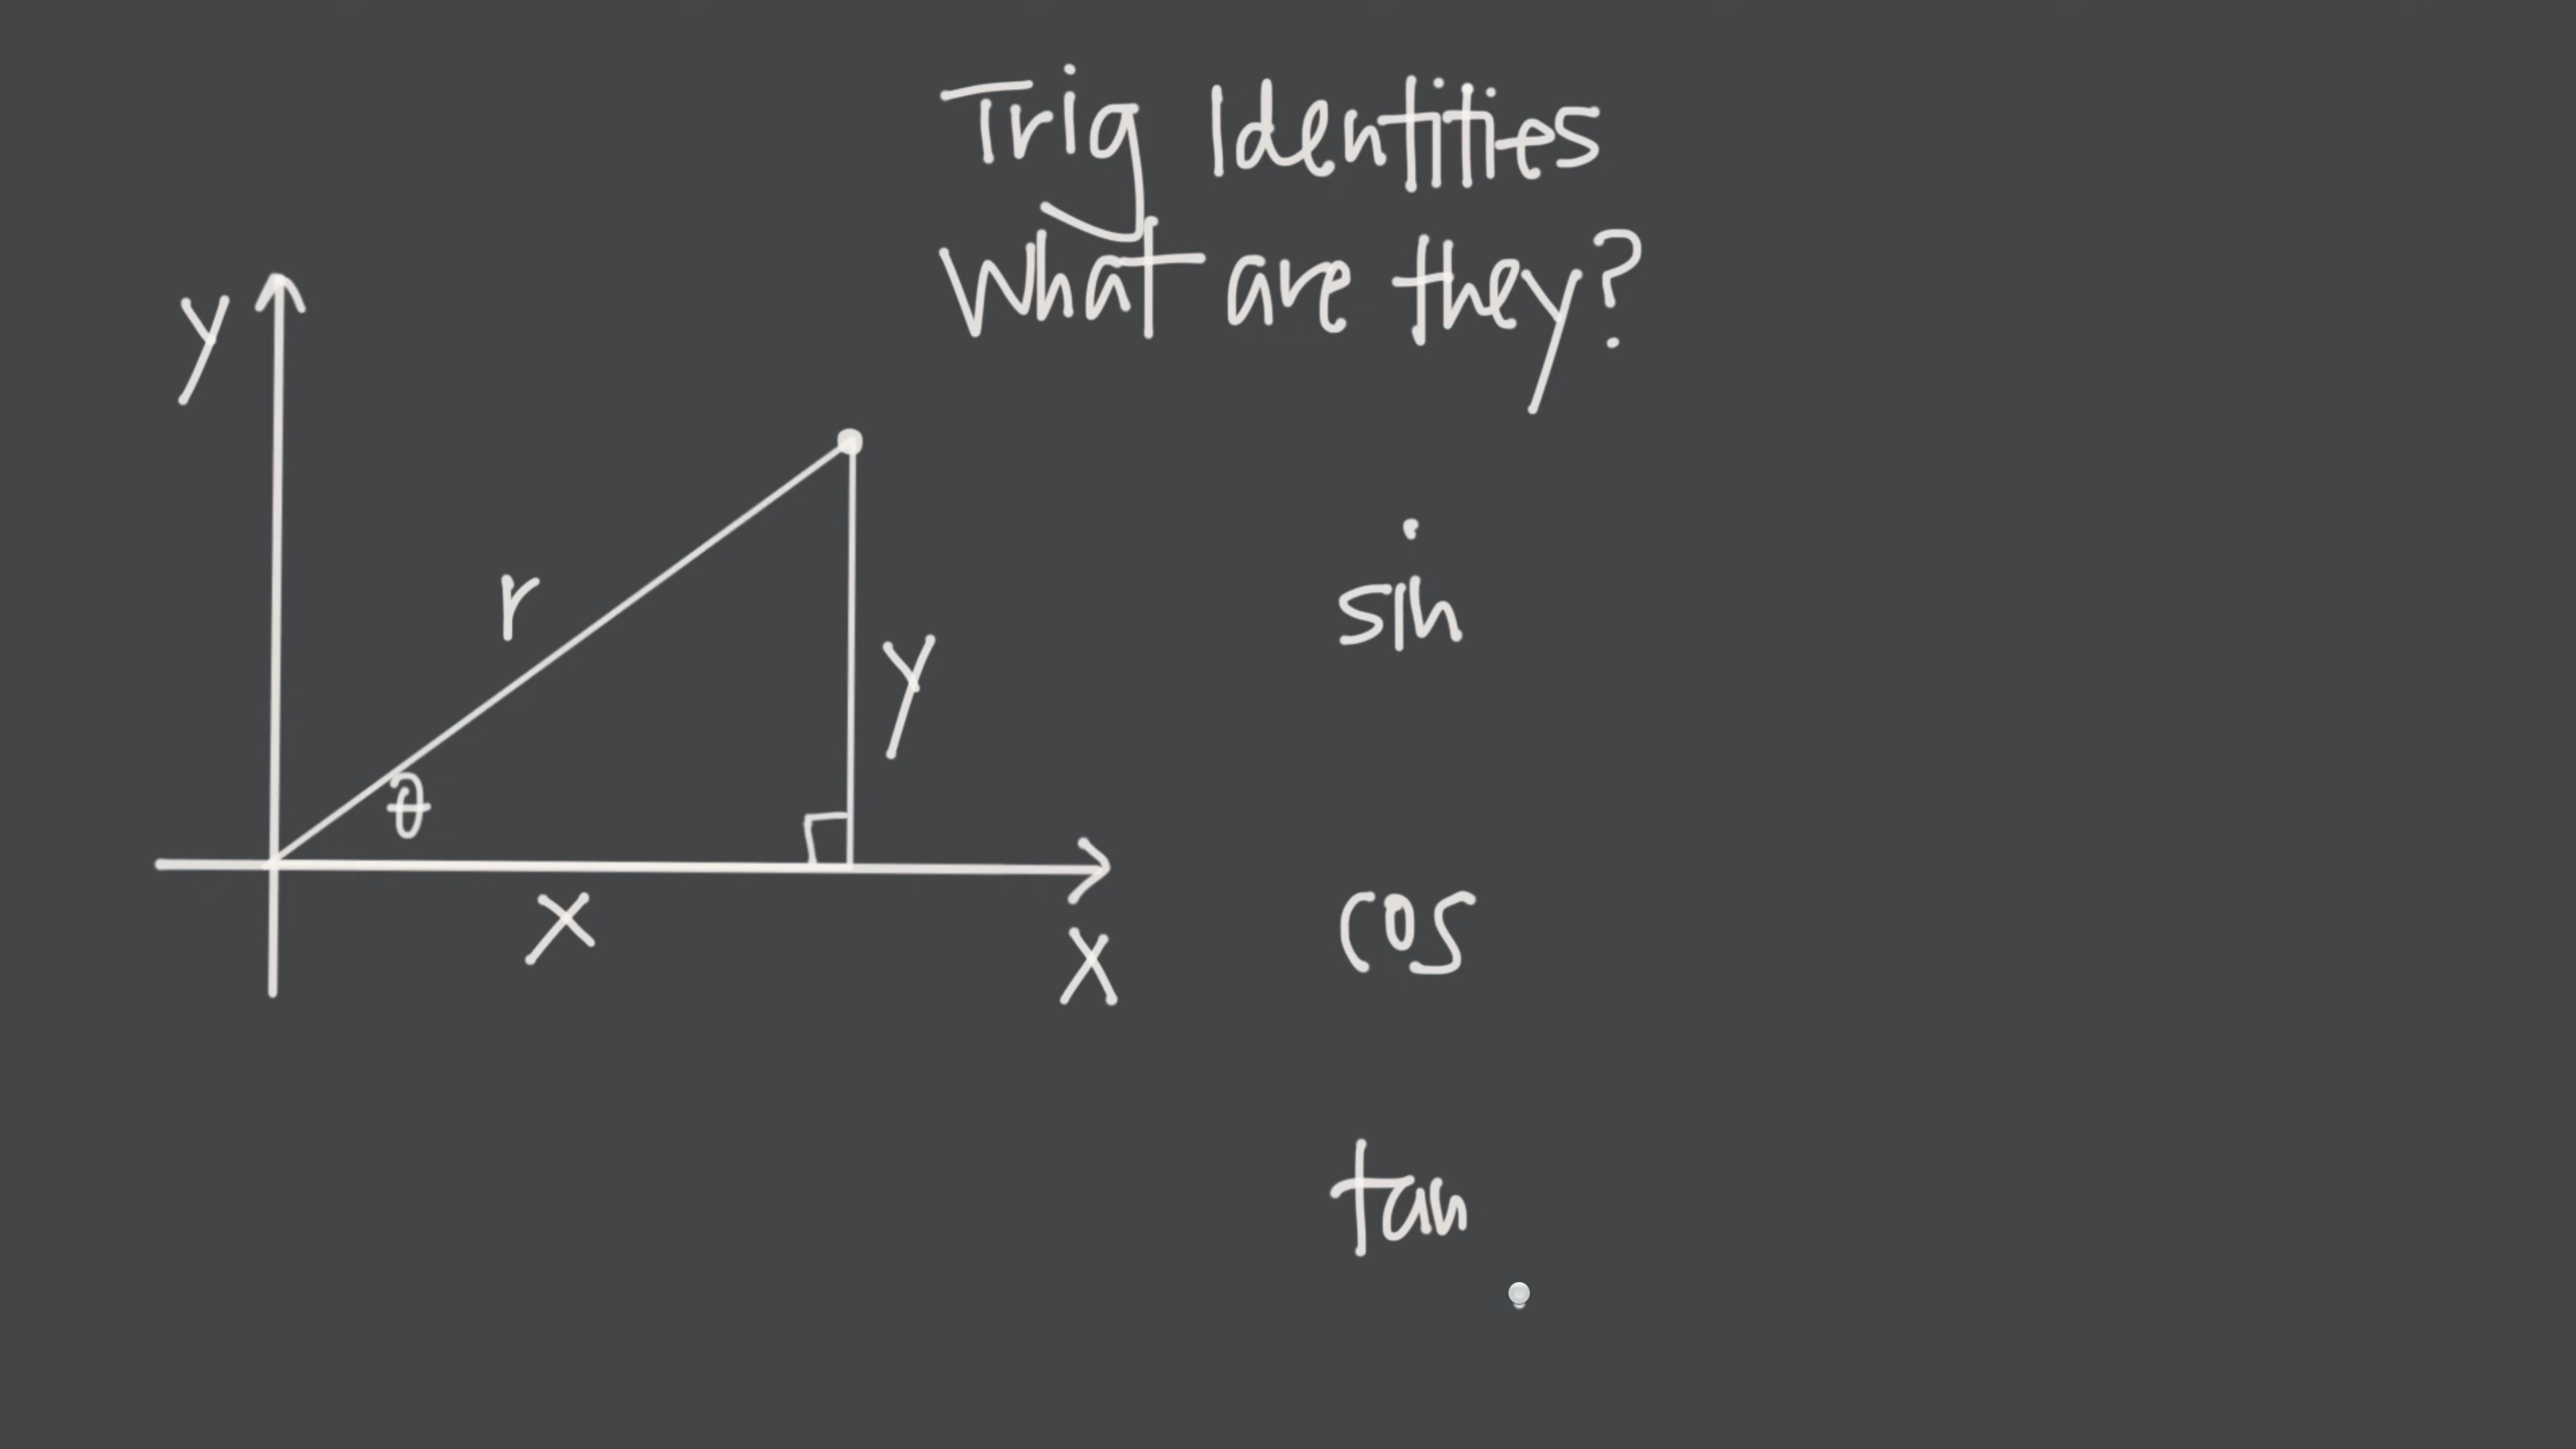 Trig Identities
What are they?
y
r
y
θ
x
x
sin
cos
tan